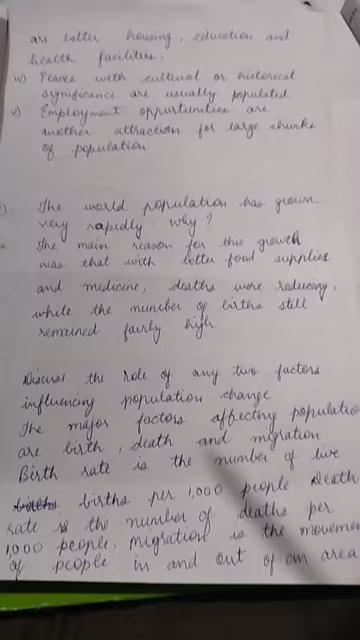 are better housing, education and
health facilities.
iv) Places with cultural or historical
significance are usually populated
v) Employment oppurtunities are
another attraction for large chunks
of population
The world population has grown
very rapidly. Why?
The main reason for this growth
was that with better food supplies
and medicine, deaths were reducing,
while the number of births still
remained fairly high.
Discuss the role of any two factors
influencing population change
The major factors affecting populatio
are birth, death and migration
Birth rate is the number of live
births per 1,000 people. Death
rate is the number of deaths per
1,000 people. Migration is the movemen
of people in and out of an area